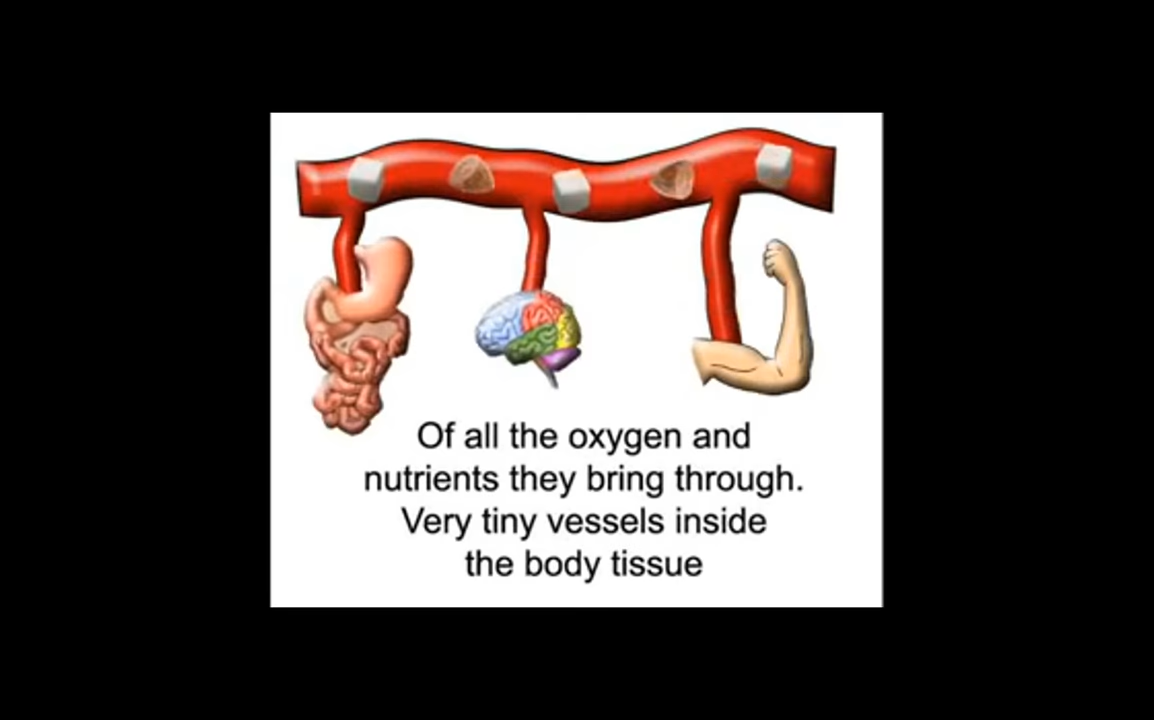 Of all the oxygen and
nutrients they bring through.
Very tiny vessels inside
the body tissue